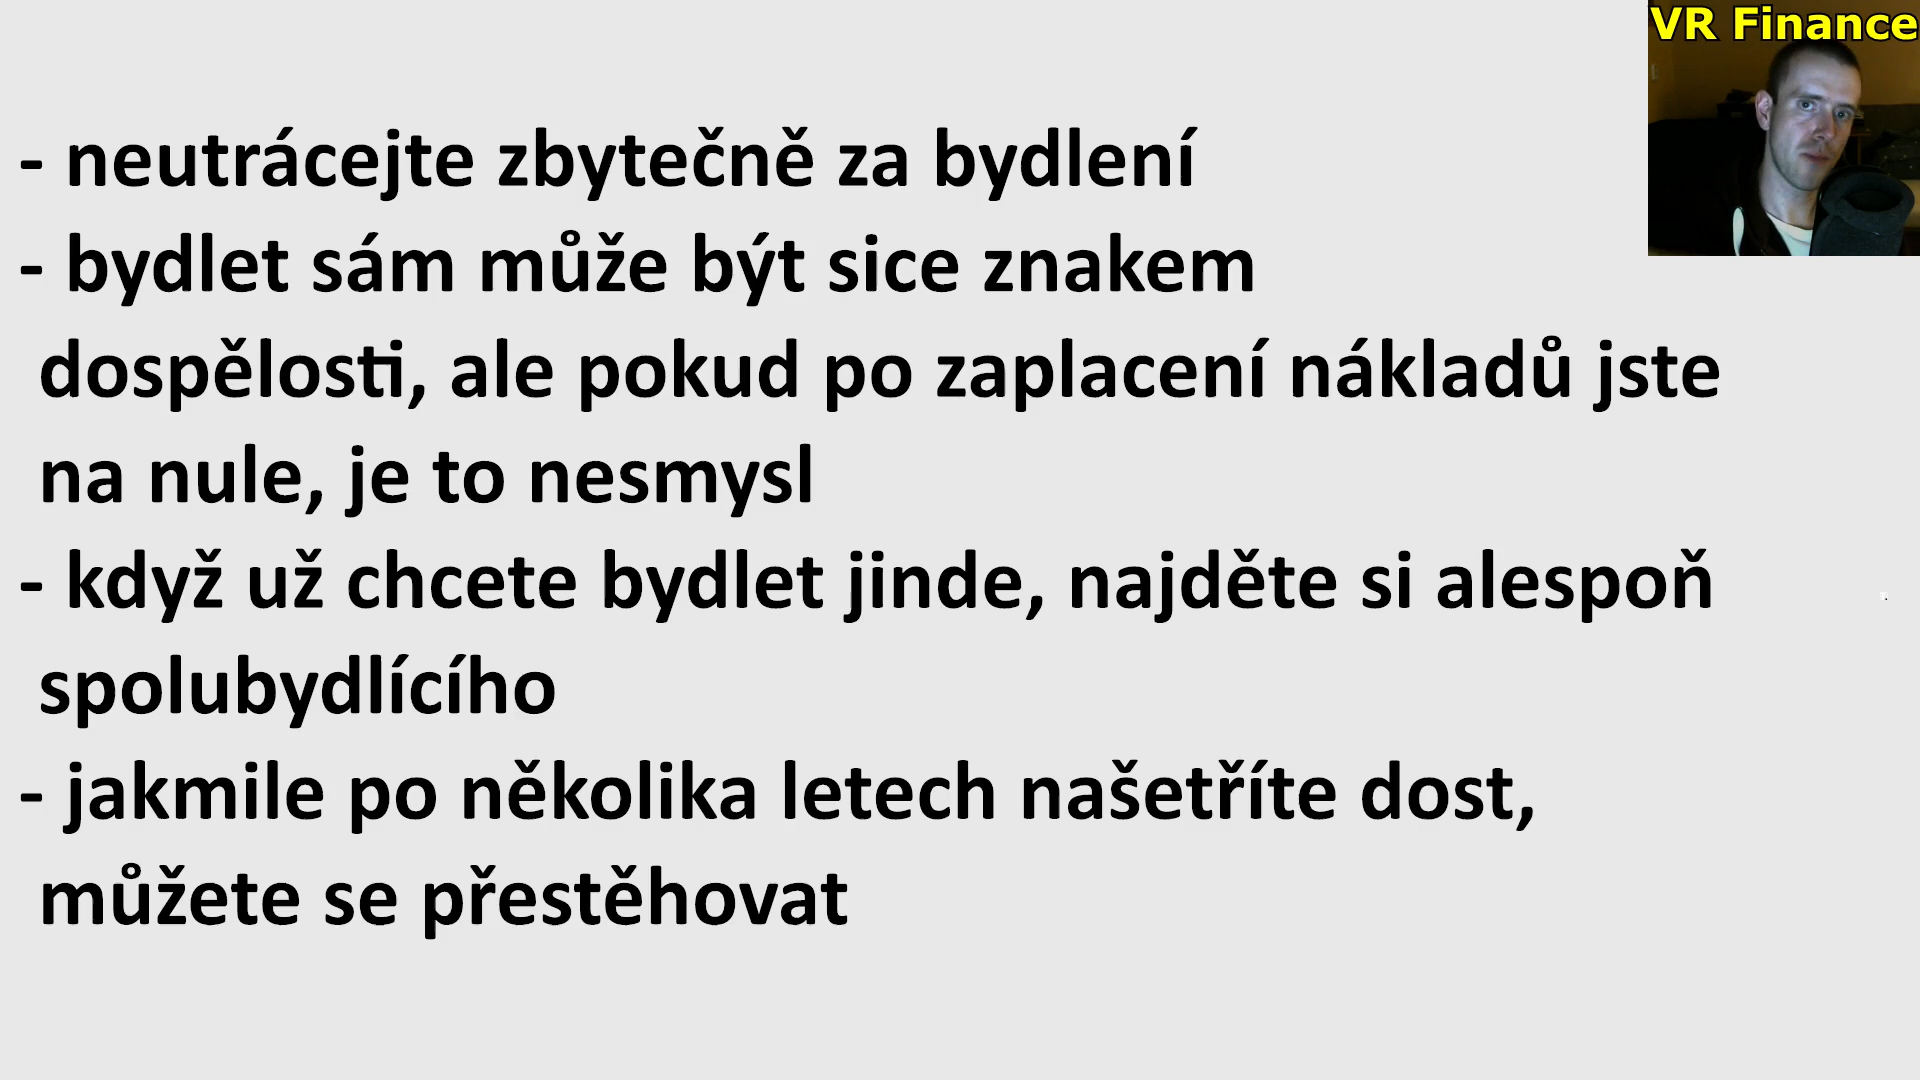 VR Finance
- neutrácejte zbytečně za bydlení
- bydlet sám může být sice znakem
dospělosti, ale pokud po zaplacení nákladů jste
na nule, je to nesmysl
- když už chcete bydlet jinde, najděte si alespoň
spolubydlícího
- jakmile po několika letech našetříte dost,
můžete se přestěhovat